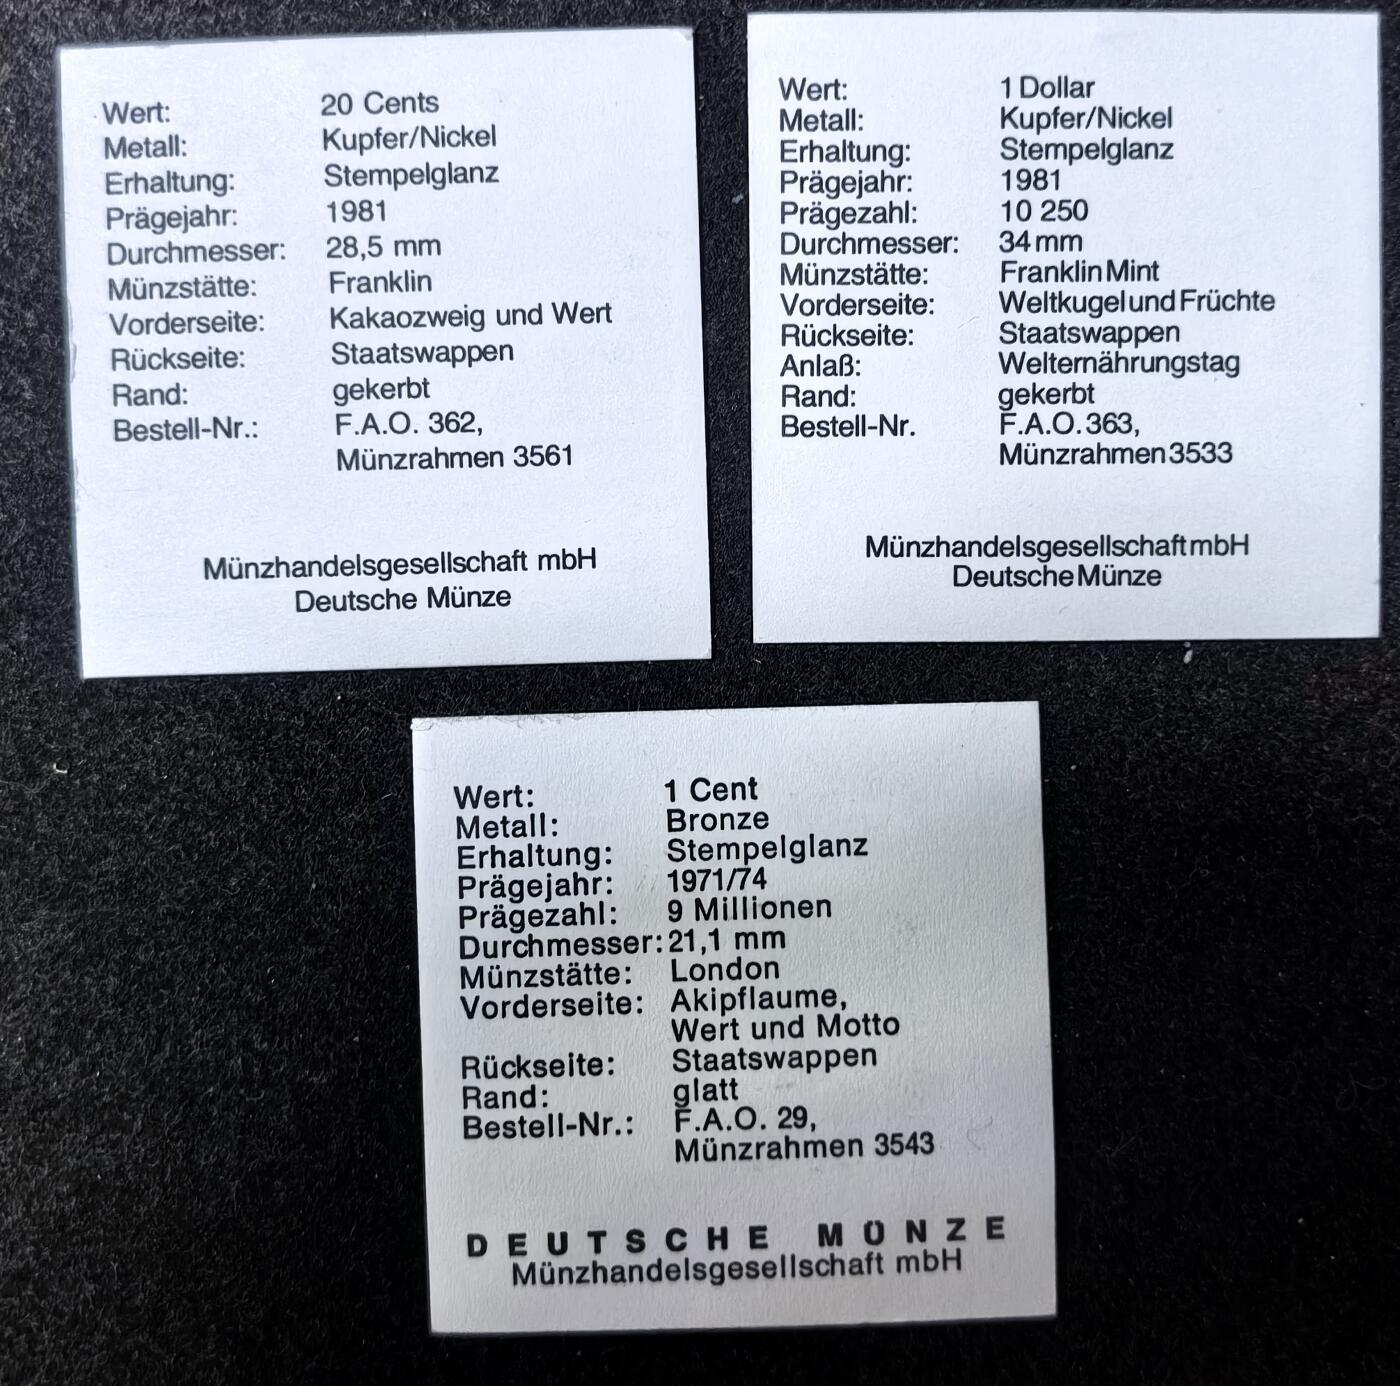 Wert: 20 Cents
Metall: Kupfer/Nickel
Erhaltung: Stempelglanz
Prägejahr: 1981
Durchmesser: 28,5 mm
Münzstätte: Franklin
Vorderseite: Kakaozweig und Wert
Rückseite: Staatswappen
Rand: gekerbt
Bestell-Nr.: F.A.O. 362,
Münzrahmen 3561
Münzhandelsgesellschaft mbH
Deutsche Münze
Wert: 1 Dollar
Metall: Kupfer/Nickel
Erhaltung: Stempelglanz
Prägejahr: 1981
Prägezahl: 10 250
Durchmesser: 34 mm
Münzstätte: Franklin Mint
Vorderseite: Weltkugel und Früchte
Rückseite: Staatswappen
Anlaß: Welternährungstag
Rand: gekerbt
Bestell-Nr. F.A.O. 363,
Münzrahmen 3533
Münzhandelsgesellschaft mbH
Deutsche Münze
Wert: 1 Cent
Metall: Bronze
Erhaltung: Stempelglanz
Prägejahr: 1971/74
Prägezahl: 9 Millionen
Durchmesser: 21,1 mm
Münzstätte: London
Vorderseite: Akipflaume,
Wert und Motto
Rückseite: Staatswappen
Rand: glatt
Bestell-Nr.: F.A.O. 29,
Münzrahmen 3543
DEUTSCHE MÜNZE
Münzhandelsgesellschaft mbH